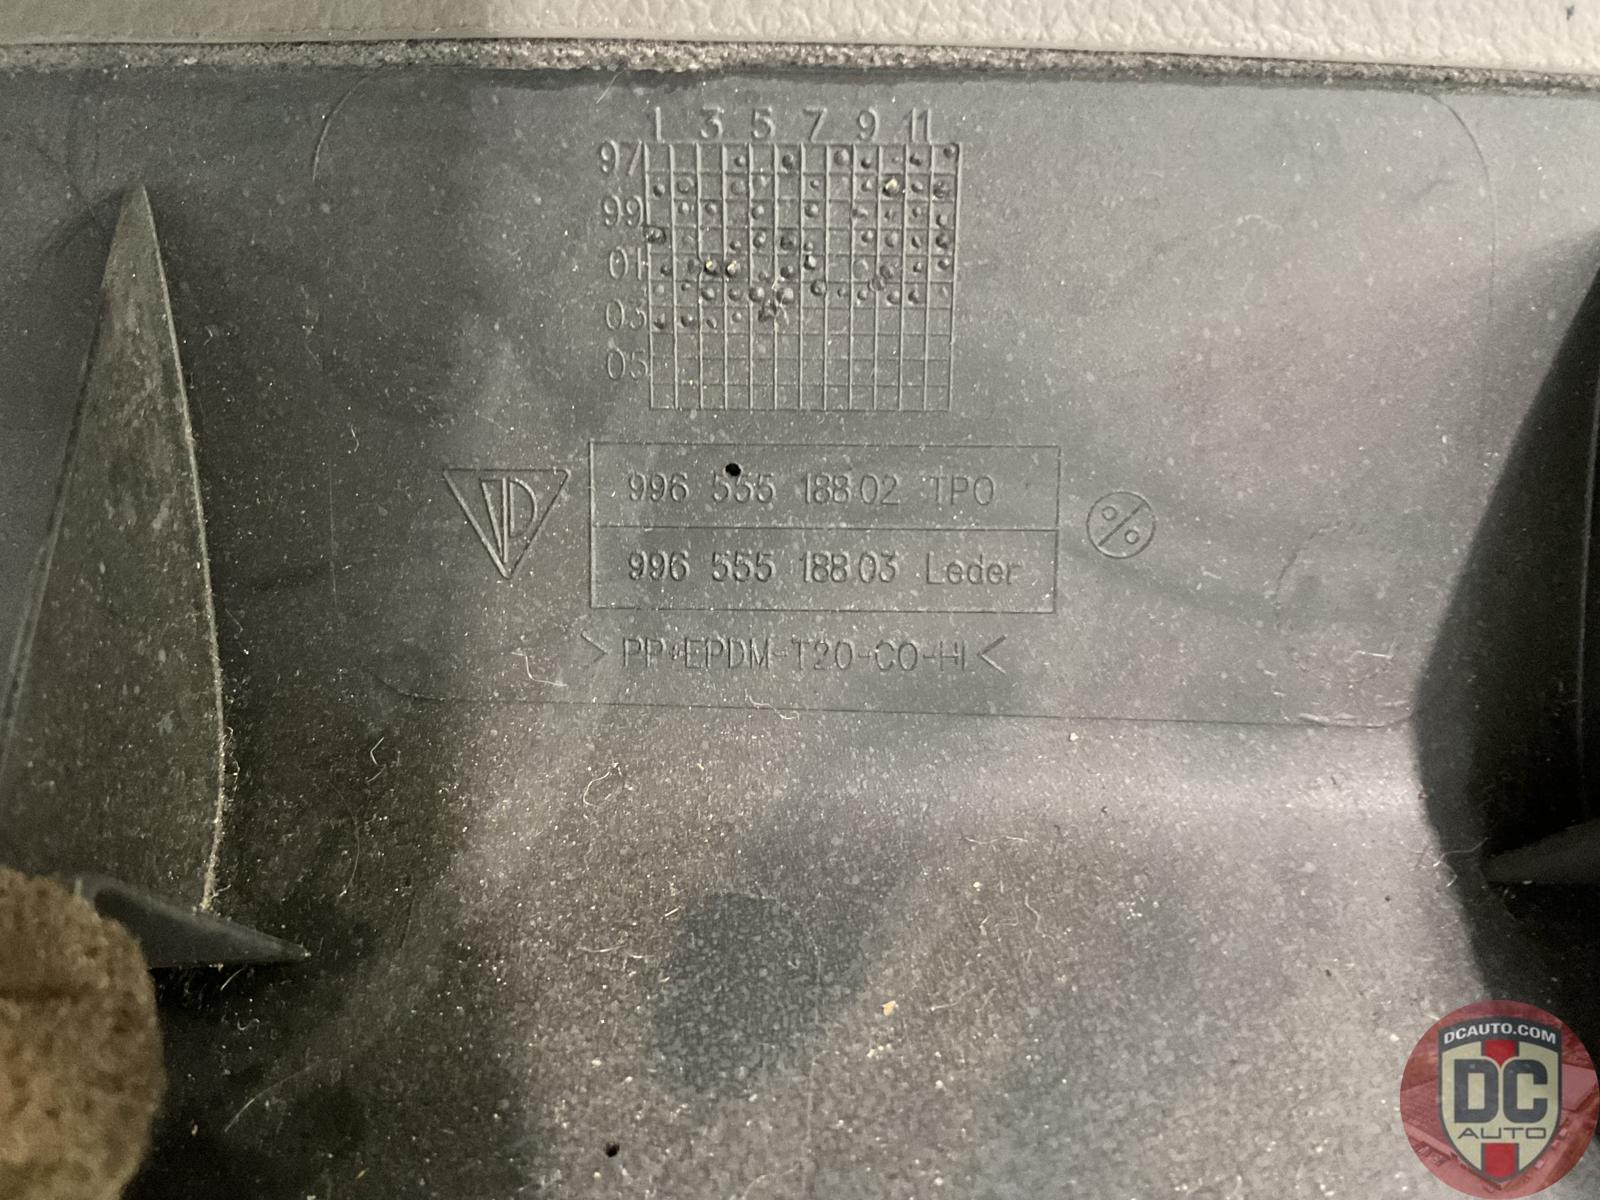 1 3 5 7 9 11
97
99
01
03
05
996 555 188 02 TPO
996 555 188 03 Leder
>PP+EPDM-T20-CO-HI<
DCAUTO.COM
DC
AUTO